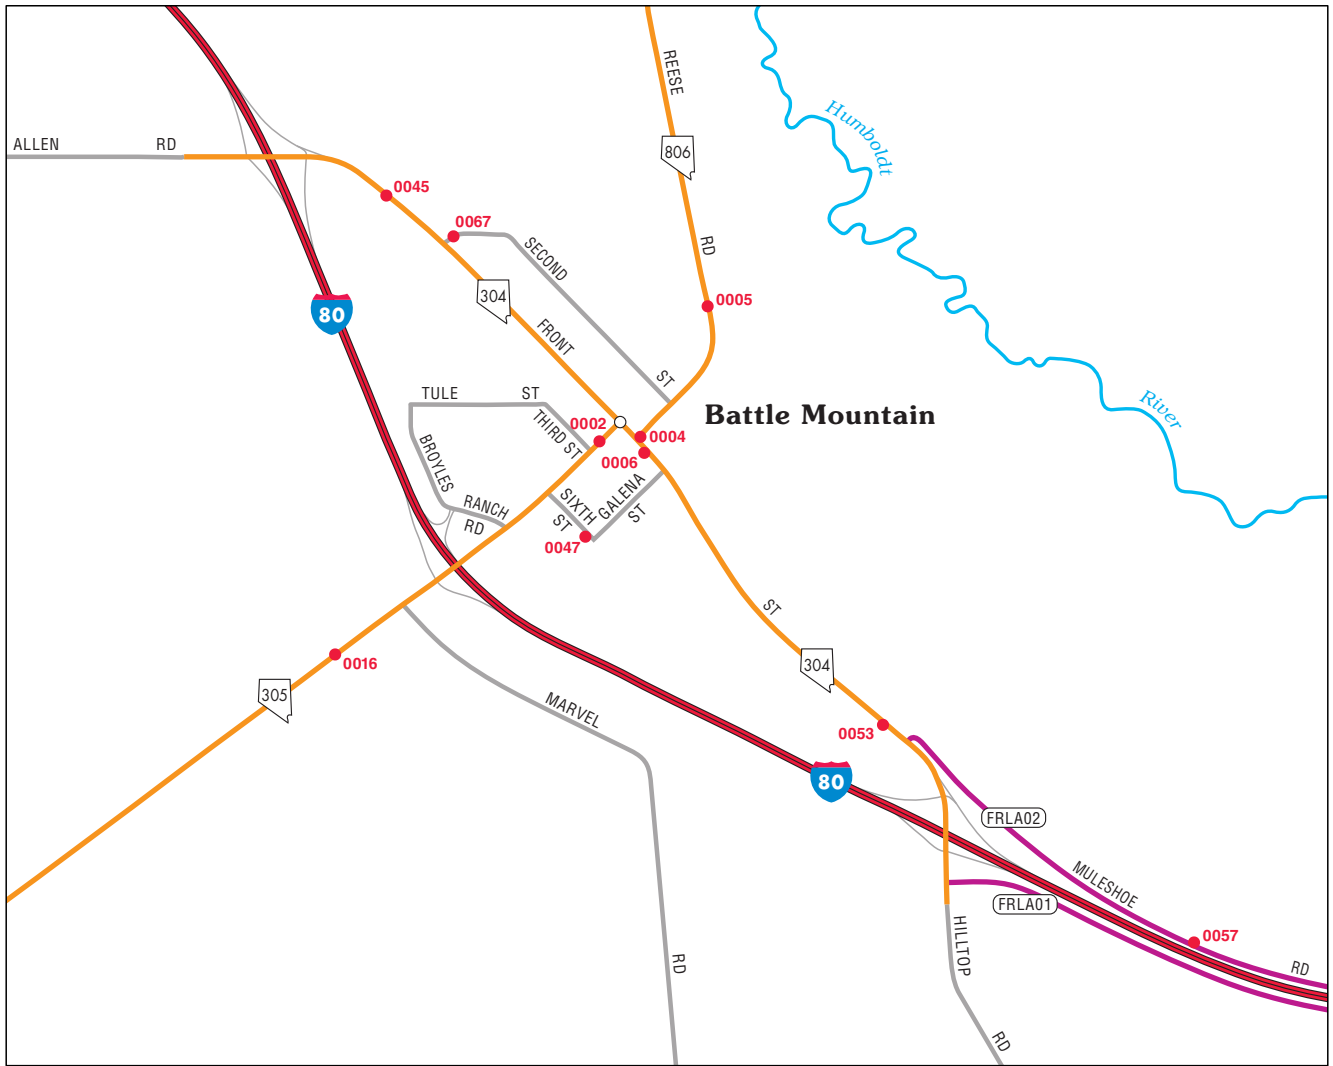 REESE
Humboldt
ALLEN RD
806
0045
0067
SECOND
RD
304
0005
80
FRONT
ST
TULE ST
River
Battle Mountain
THIRD ST
0002
0004
0006
BROYLES
RANCH
RD
SIXTH
ST
GALENA
ST
0047
ST
0016
304
305
MARVEL
0053
80
FRLA02
MULESHOE
FRLA01
0057
HILLTOP
RD
RD
RD